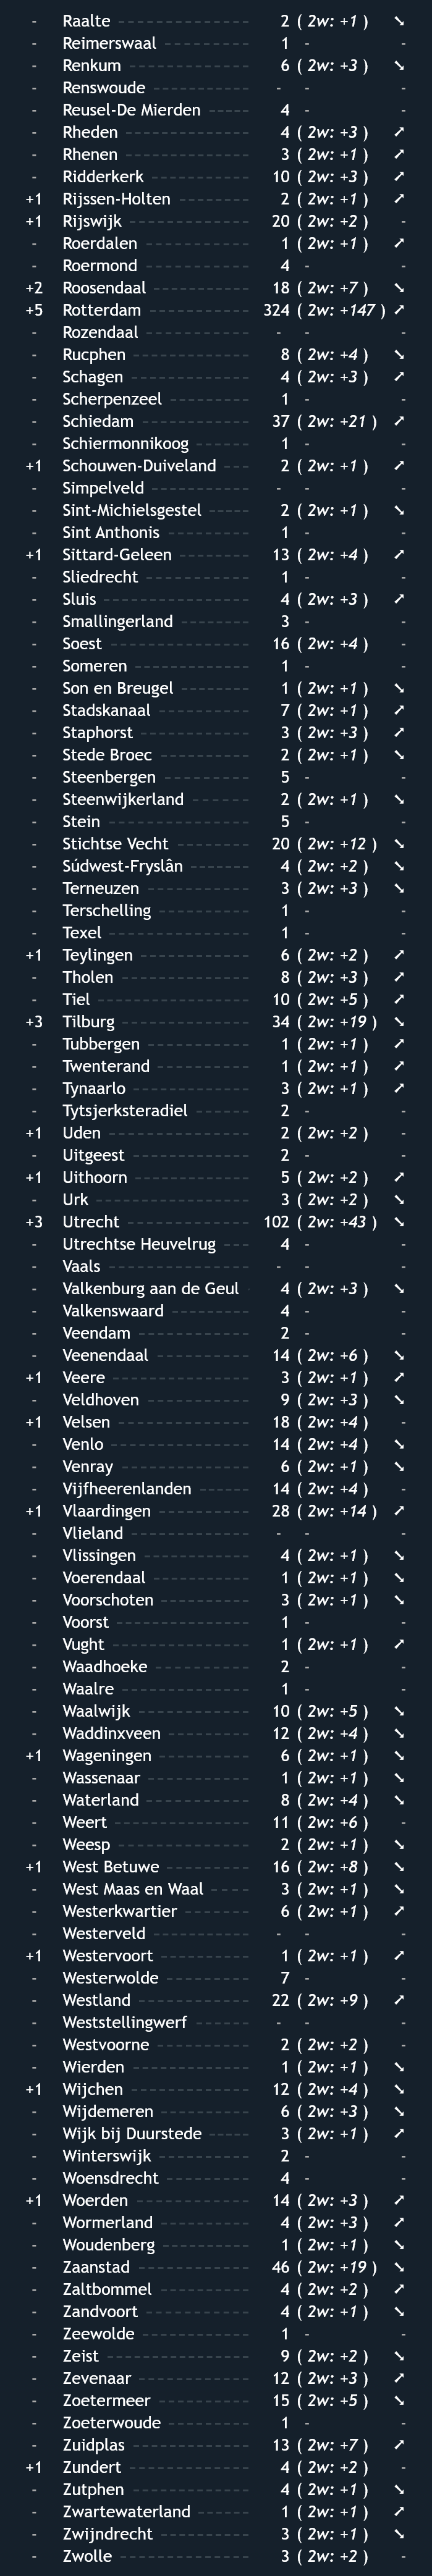 - Raalte 2 ( 2w: +1 ) ➘
- Reimerswaal 1 - -
- Renkum 6 ( 2w: +3 ) ➘
- Renswoude - - -
- Reusel-De Mierden 4 - -
- Rheden 4 ( 2w: +3 ) ➚
- Rhenen 3 ( 2w: +1 ) ➚
- Ridderkerk 10 ( 2w: +3 ) ➚
+1 Rijssen-Holten 2 ( 2w: +1 ) ➚
+1 Rijswijk 20 ( 2w: +2 ) -
- Roerdalen 1 ( 2w: +1 ) ➚
- Roermond 4 - -
+2 Roosendaal 18 ( 2w: +7 ) ➘
+5 Rotterdam 324 ( 2w: +147 ) ➚
- Rozendaal - - -
- Rucphen 8 ( 2w: +4 ) ➘
- Schagen 4 ( 2w: +3 ) ➚
- Scherpenzeel 1 - -
- Schiedam 37 ( 2w: +21 ) ➚
- Schiermonnikoog 1 - -
+1 Schouwen-Duiveland 2 ( 2w: +1 ) ➚
- Simpelveld - - -
- Sint-Michielsgestel 2 ( 2w: +1 ) ➘
- Sint Anthonis 1 - -
+1 Sittard-Geleen 13 ( 2w: +4 ) ➚
- Sliedrecht 1 - -
- Sluis 4 ( 2w: +3 ) ➚
- Smallingerland 3 - -
- Soest 16 ( 2w: +4 ) -
- Someren 1 - -
- Son en Breugel 1 ( 2w: +1 ) ➘
- Stadskanaal 7 ( 2w: +1 ) ➚
- Staphorst 3 ( 2w: +3 ) ➚
- Stede Broec 2 ( 2w: +1 ) ➘
- Steenbergen 5 - -
- Steenwijkerland 2 ( 2w: +1 ) ➘
- Stein 5 - -
- Stichtse Vecht 20 ( 2w: +12 ) ➘
- Súdwest-Fryslân 4 ( 2w: +2 ) ➘
- Terneuzen 3 ( 2w: +3 ) ➘
- Terschelling 1 - -
- Texel 1 - -
+1 Teylingen 6 ( 2w: +2 ) ➚
- Tholen 8 ( 2w: +3 ) ➚
- Tiel 10 ( 2w: +5 ) ➚
+3 Tilburg 34 ( 2w: +19 ) ➘
- Tubbergen 1 ( 2w: +1 ) ➚
- Twenterand 1 ( 2w: +1 ) ➚
- Tynaarlo 3 ( 2w: +1 ) ➚
- Tytsjerksteradiel 2 - -
+1 Uden 2 ( 2w: +2 ) -
- Uitgeest 2 - -
+1 Uithoorn 5 ( 2w: +2 ) ➚
- Urk 3 ( 2w: +2 ) ➘
+3 Utrecht 102 ( 2w: +43 ) ➘
- Utrechtse Heuvelrug 4 - -
- Vaals - - -
- Valkenburg aan de Geul 4 ( 2w: +3 ) ➘
- Valkenswaard 4 - -
- Veendam 2 - -
- Veenendaal 14 ( 2w: +6 ) ➘
+1 Veere 3 ( 2w: +1 ) ➚
- Veldhoven 9 ( 2w: +3 ) ➘
+1 Velsen 18 ( 2w: +4 ) -
- Venlo 14 ( 2w: +4 ) ➘
- Venray 6 ( 2w: +1 ) ➘
- Vijfheerenlanden 14 ( 2w: +4 ) -
+1 Vlaardingen 28 ( 2w: +14 ) ➚
- Vlieland - - -
- Vlissingen 4 ( 2w: +1 ) ➘
- Voerendaal 1 ( 2w: +1 ) ➘
- Voorschoten 3 ( 2w: +1 ) ➘
- Voorst 1 - -
- Vught 1 ( 2w: +1 ) ➚
- Waadhoeke 2 - -
- Waalre 1 - -
- Waalwijk 10 ( 2w: +5 ) ➘
- Waddinxveen 12 ( 2w: +4 ) ➘
+1 Wageningen 6 ( 2w: +1 ) ➘
- Wassenaar 1 ( 2w: +1 ) ➘
- Waterland 8 ( 2w: +4 ) ➘
- Weert 11 ( 2w: +6 ) -
- Weesp 2 ( 2w: +1 ) ➘
+1 West Betuwe 16 ( 2w: +8 ) ➘
- West Maas en Waal 3 ( 2w: +1 ) ➘
- Westerkwartier 6 ( 2w: +1 ) ➚
- Westerveld - - -
+1 Westervoort 1 ( 2w: +1 ) ➚
- Westerwolde 7 - -
- Westland 22 ( 2w: +9 ) ➚
- Weststellingwerf - - -
- Westvoorne 2 ( 2w: +2 ) -
- Wierden 1 ( 2w: +1 ) ➘
+1 Wijchen 12 ( 2w: +4 ) ➘
- Wijdemeren 6 ( 2w: +3 ) ➘
- Wijk bij Duurstede 3 ( 2w: +1 ) ➚
- Winterswijk 2 - -
- Woensdrecht 4 - -
+1 Woerden 14 ( 2w: +3 ) ➚
- Wormerland 4 ( 2w: +3 ) ➚
- Woudenberg 1 ( 2w: +1 ) ➘
- Zaanstad 46 ( 2w: +19 ) ➘
- Zaltbommel 4 ( 2w: +2 ) ➚
- Zandvoort 4 ( 2w: +1 ) ➘
- Zeewolde 1 - -
- Zeist 9 ( 2w: +2 ) ➘
- Zevenaar 12 ( 2w: +3 ) ➚
- Zoetermeer 15 ( 2w: +5 ) ➘
- Zoeterwoude 1 - -
- Zuidplas 13 ( 2w: +7 ) ➚
+1 Zundert 4 ( 2w: +2 ) -
- Zutphen 4 ( 2w: +1 ) ➘
- Zwartewaterland 1 ( 2w: +1 ) ➚
- Zwijndrecht 3 ( 2w: +1 ) ➘
- Zwolle 3 ( 2w: +2 ) -